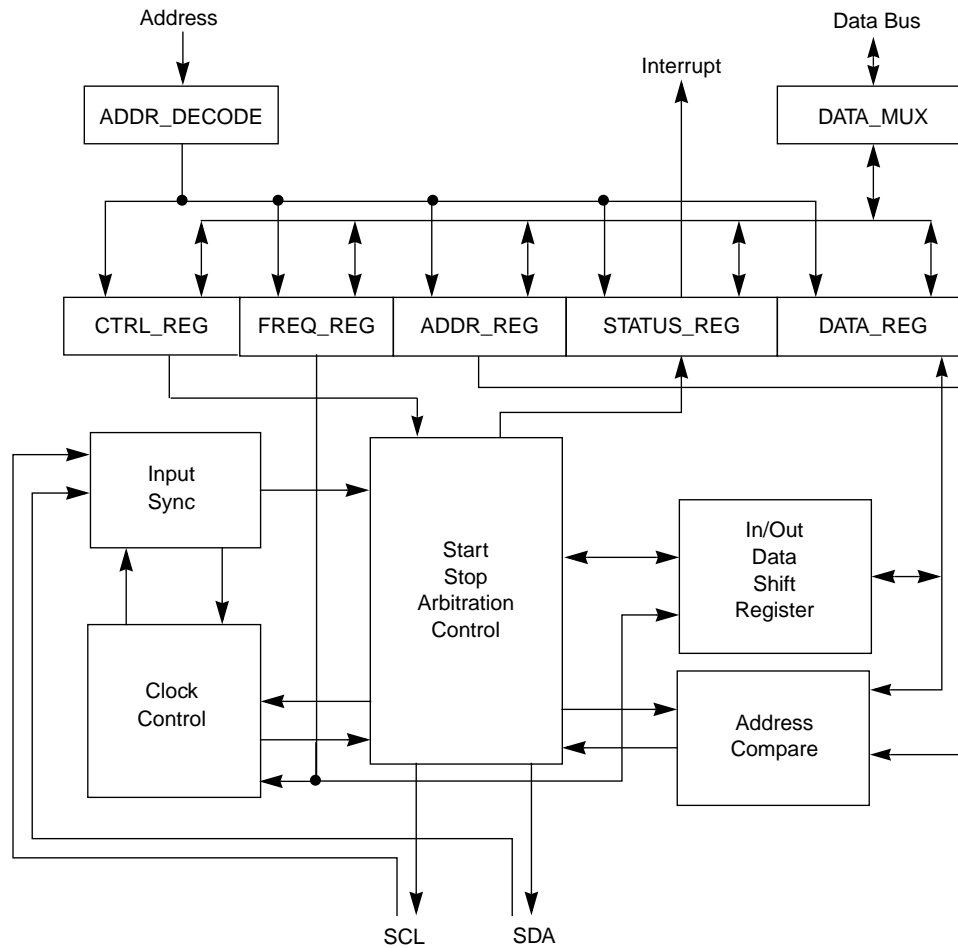 Address
Data Bus
Interrupt
ADDR_DECODE
DATA_MUX
CTRL_REG
FREQ_REG
ADDR_REG
STATUS_REG
DATA_REG
Input
Sync
Start
Stop
Arbitration
Control
In/Out
Data
Shift
Register
Clock
Control
Address
Compare
SCL
SDA